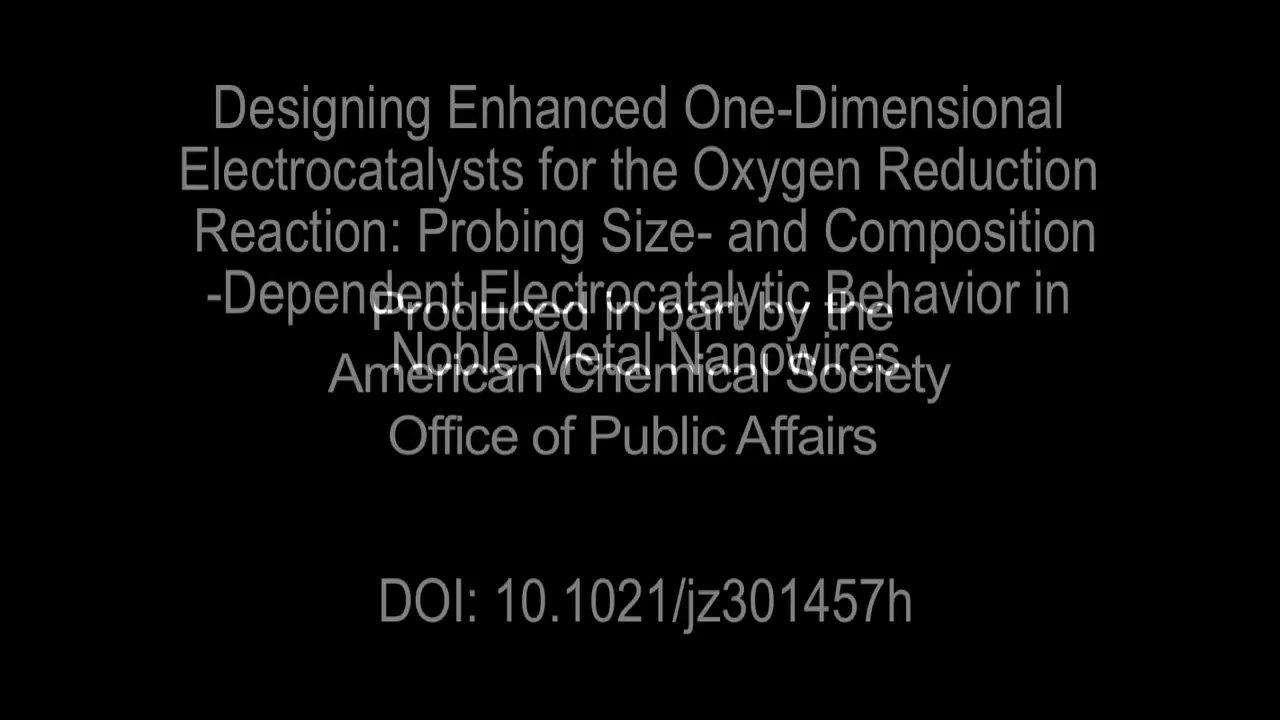 Designing Enhanced One-Dimensional
Electrocatalysts for the Oxygen Reduction
Reaction: Probing Size- and Composition
-Dependent Electrocatalytic Behavior in
Produced in part by the
Noble Metal Nanowires
American Chemical Society
Office of Public Affairs
DOI: 10.1021/jz301457h